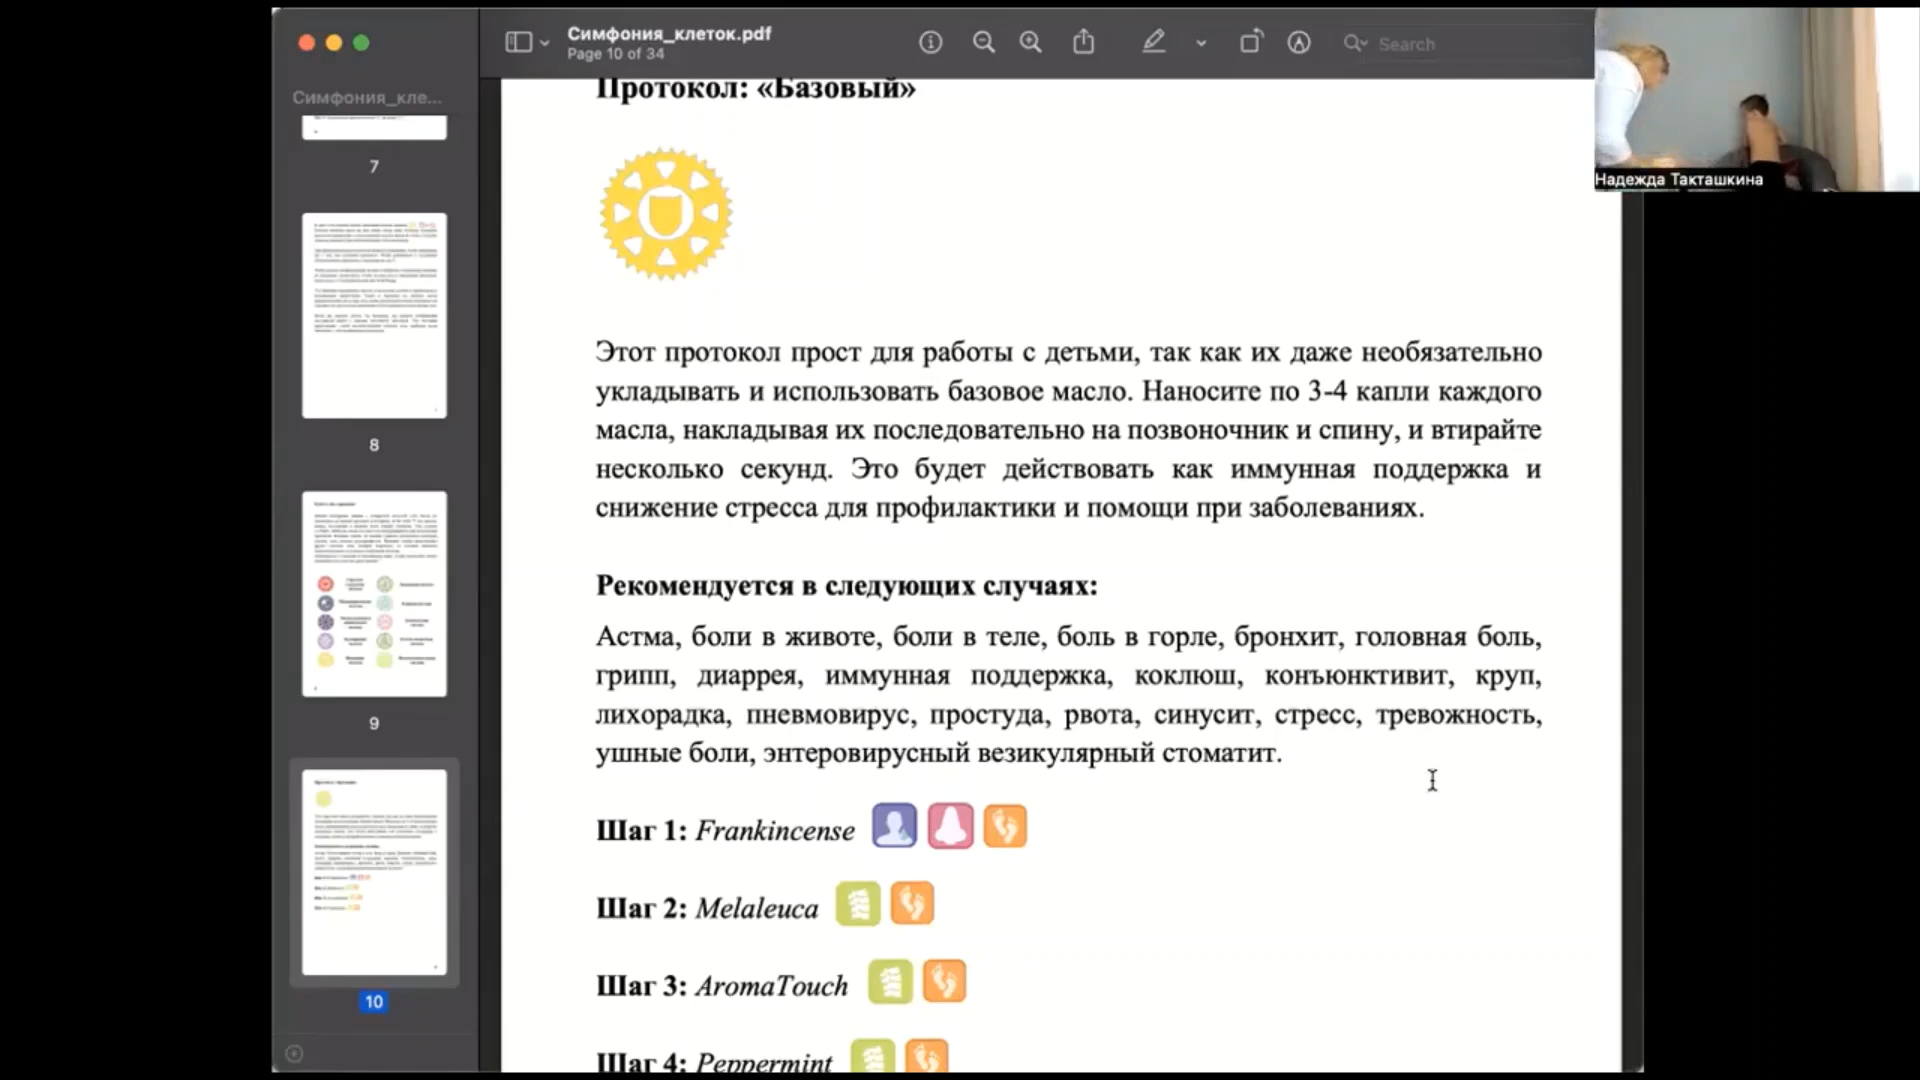 Симфония_клеток.pdf
Page 10 of 34
Search
Симфония_кле...
7
8
9
10
Протокол: «Базовый»
Этот протокол прост для работы с детьми, так как их даже необязательно
укладывать и использовать базовое масло. Наносите по 3-4 капли каждого
масла, накладывая их последовательно на позвоночник и спину, и втирайте
несколько секунд. Это будет действовать как иммунная поддержка и
снижение стресса для профилактики и помощи при заболеваниях.
Рекомендуется в следующих случаях:
Астма, боли в животе, боли в теле, боль в горле, бронхит, головная боль,
грипп, диаррея, иммунная поддержка, коклюш, конъюнктивит, круп,
лихорадка, пневмовирус, простуда, рвота, синусит, стресс, тревожность,
ушные боли, энтеровирусный везикулярный стоматит.
Шаг 1: Frankincense
Шаг 2: Melaleuca
Шаг 3: AromaTouch
Шаг 4: Peppermint
Надежда Такташкина